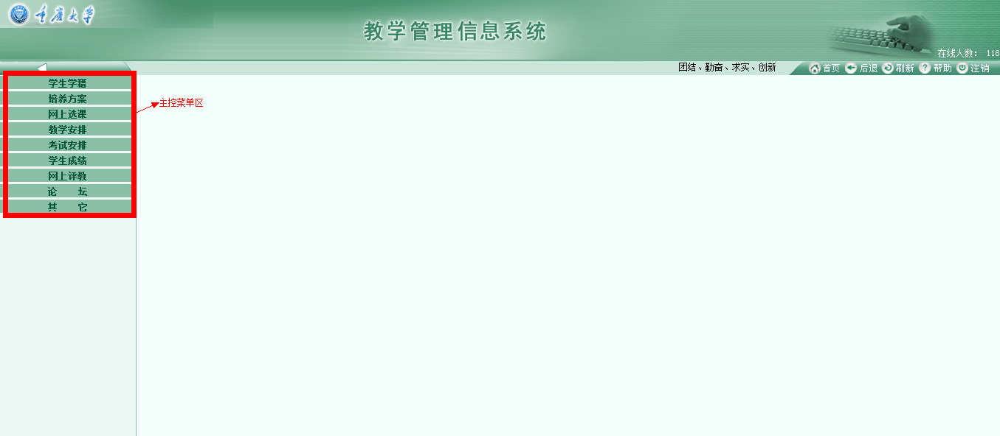 重庆大学
教学管理信息系统
在线人数： 118
团结、勤奋、求实、创新
首页 后退 刷新 帮助 注销
学生学籍
培养方案
主控菜单区
网上选课
教学安排
考试安排
学生成绩
网上评教
论 坛
其 它